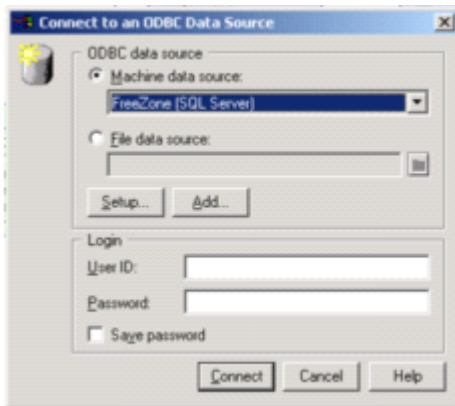 Connect to an ODBC Data Source
ODBC data source
Machine data source:
FreeZone (SQL Server)
File data source:
Setup... Add...
Login
User ID:
Password:
Save password
Connect Cancel Help